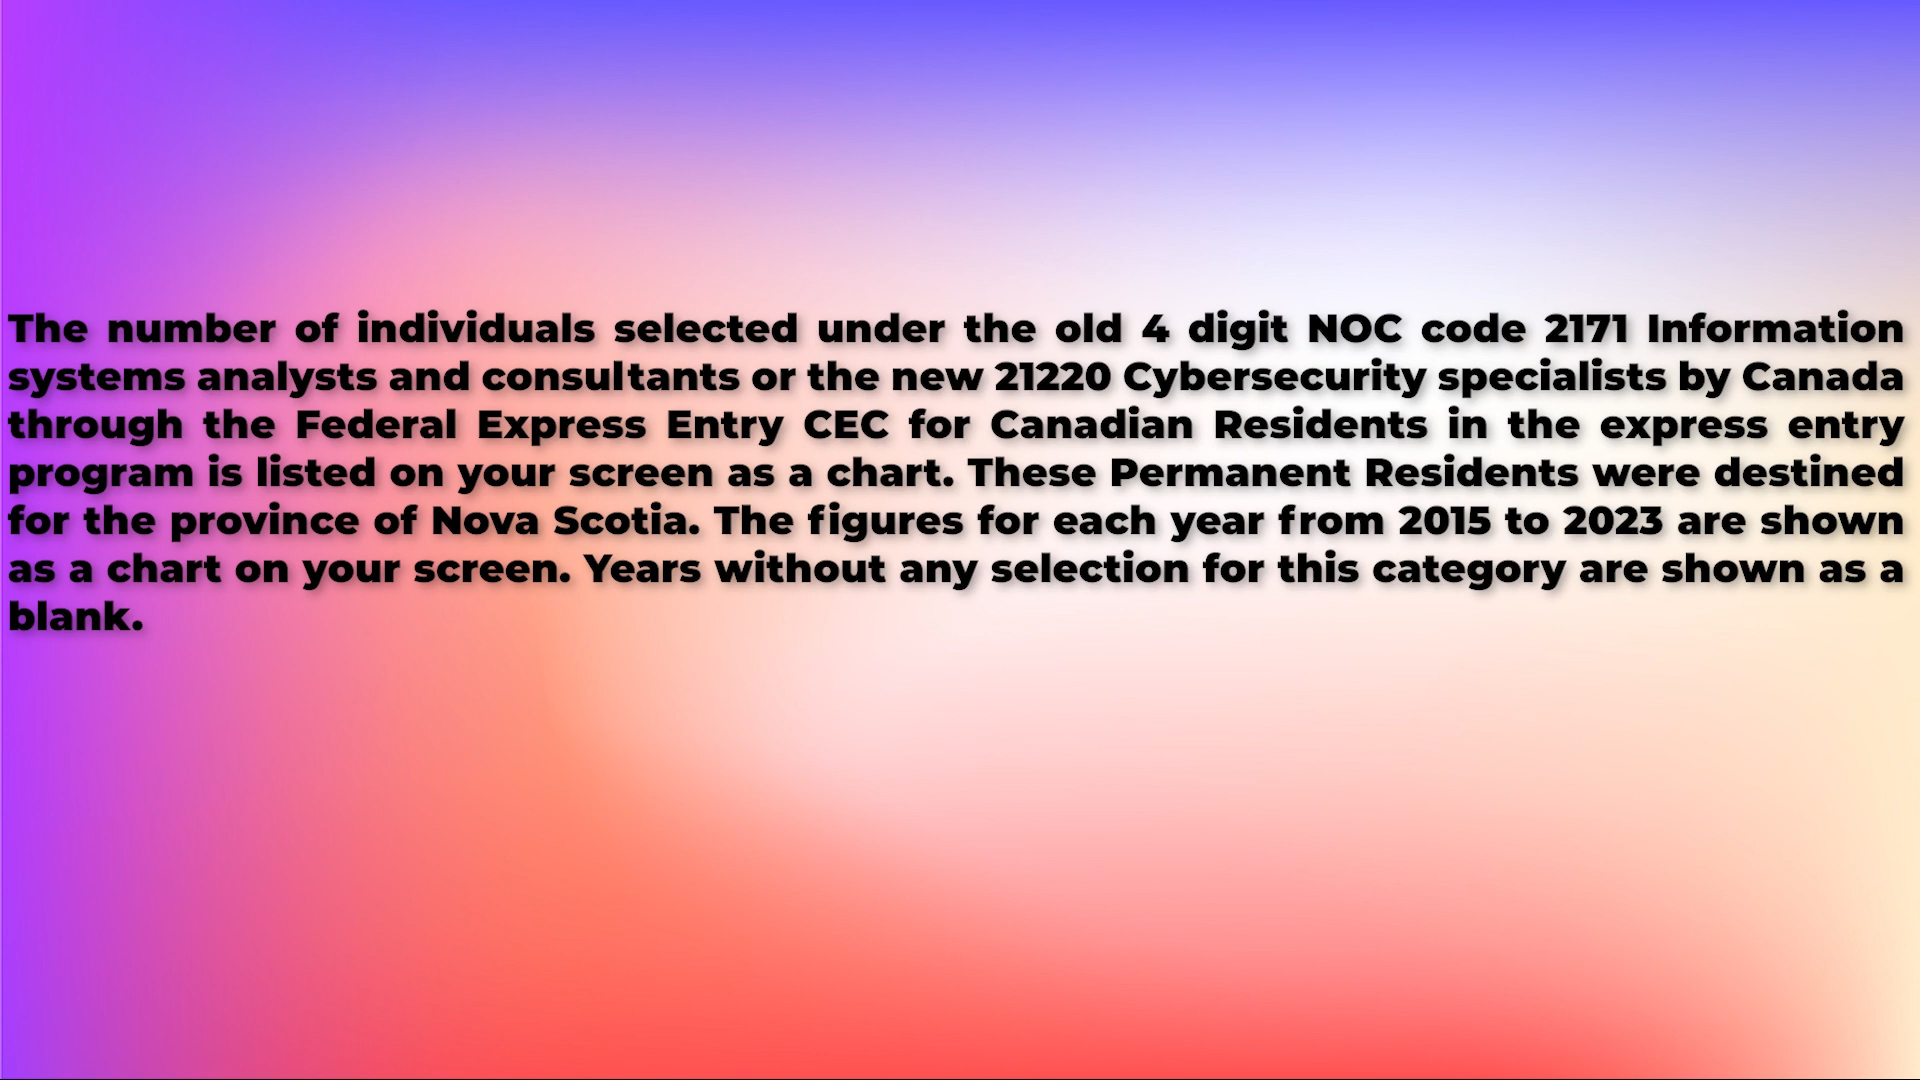 The number of individuals selected under the old 4 digit NOC code 2171 Information
systems analysts and consultants or the new 21220 Cybersecurity specialists by Canada
through the Federal Express Entry CEC for Canadian Residents in the express entry
program is listed on your screen as a chart. These Permanent Residents were destined
for the province of Nova Scotia. The figures for each year from 2015 to 2023 are shown
as a chart on your screen. Years without any selection for this category are shown as a
blank.